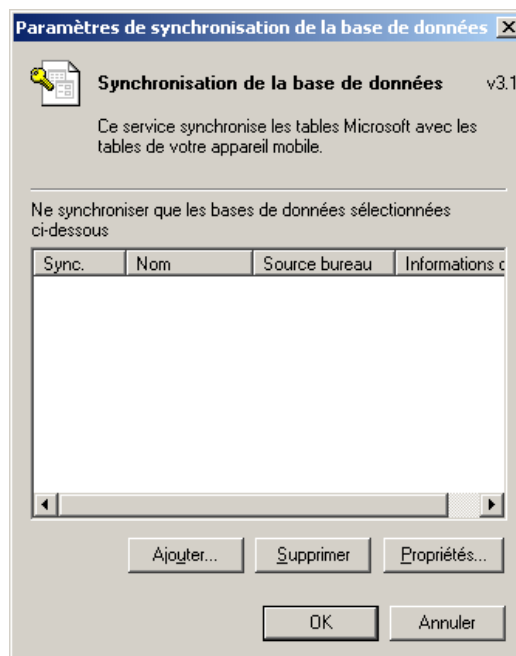 Paramètres de synchronisation de la base de données
Synchronisation de la base de données v3.1
Ce service synchronise les tables Microsoft avec les
tables de votre appareil mobile.
Ne synchroniser que les bases de données sélectionnées
ci-dessous
Sync. Nom Source bureau Informations
Ajouter... Supprimer Propriétés...
OK Annuler